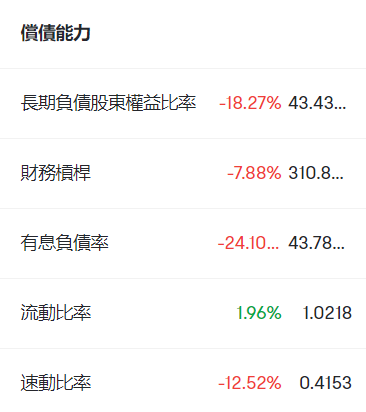 償債能力
長期負債股東權益比率 -18.27% 43.43...
財務槓桿 -7.88% 310.8...
有息負債率 -24.10... 43.78...
流動比率 1.96% 1.0218
速動比率 -12.52% 0.4153